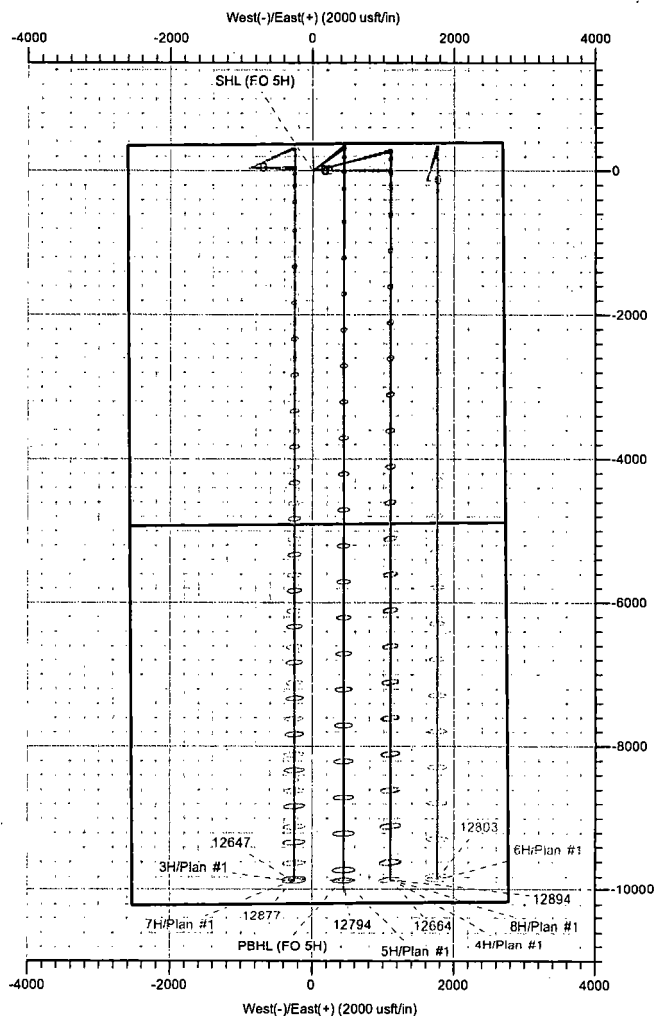 West(-)/East(+) (2000 usft/in)
-4000 -2000 0 2000 4000
SHL (FO 5H)
0
-2000
-4000
-6000
-8000
12647
12803
3H/Plan #1
6H/Plan #1
-10000
12894
7H/Plan #1
12877
12794
12664
8H/Plan #1
PBHL (FO 5H)
5H/Plan #1
4H/Plan #1
-4000 -2000 0 2000 4000
West(-)/East(+) (2000 usft/in)